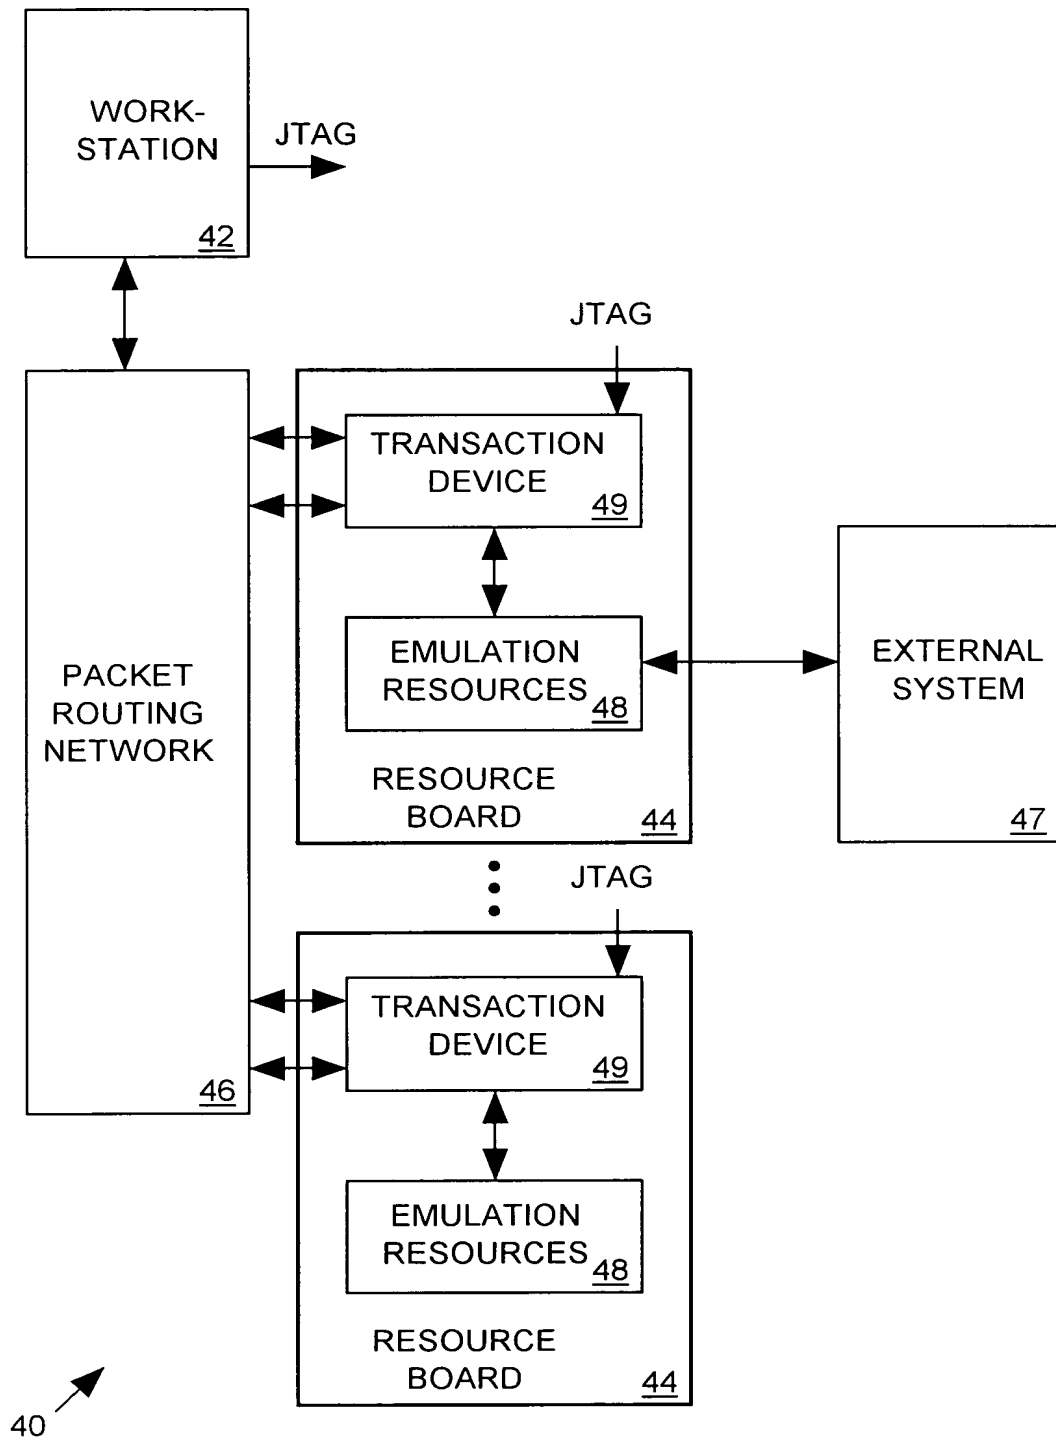 WORK-
STATION
42
JTAG
JTAG
TRANSACTION
DEVICE
49
EMULATION
RESOURCES
48
RESOURCE
BOARD
44
EXTERNAL
SYSTEM
47
PACKET
ROUTING
NETWORK
46
JTAG
TRANSACTION
DEVICE
49
EMULATION
RESOURCES
48
RESOURCE
BOARD
44
40